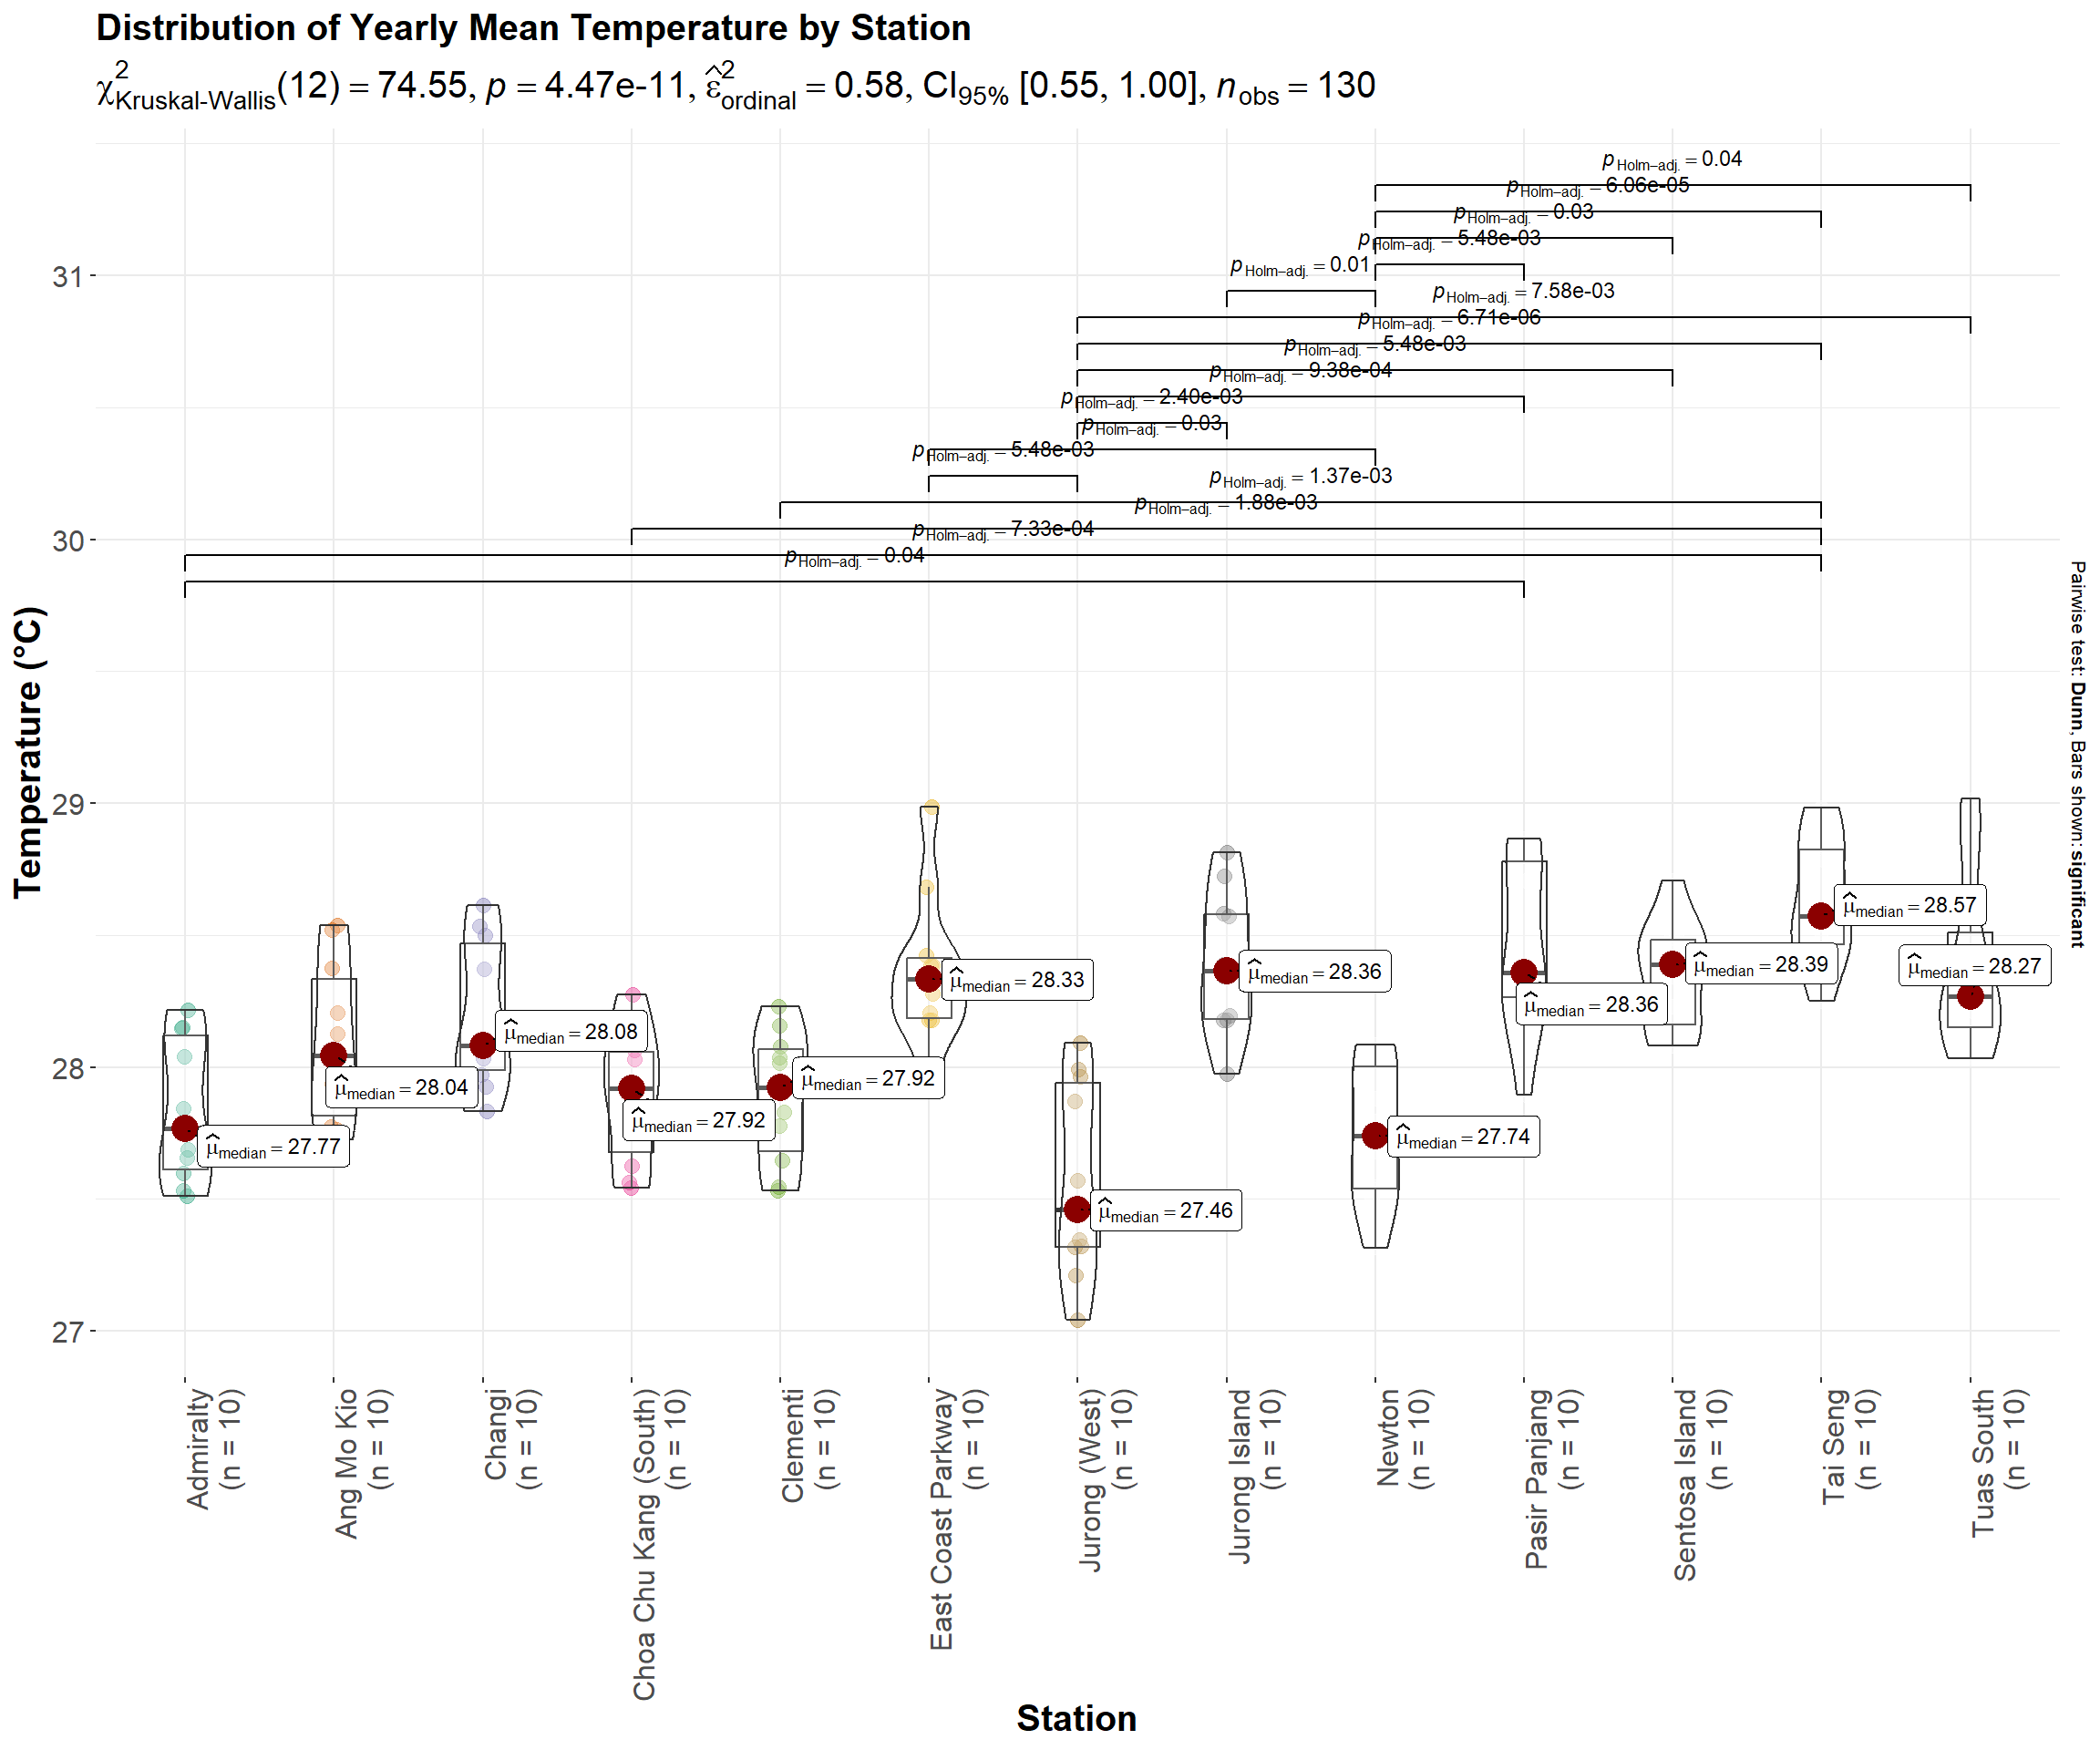 Distribution of Yearly Mean Temperature by Station
χ²Kruskal-Wallis(12) = 74.55, p = 4.47e-11, ε̂²ordinal = 0.58, CI95% [0.55, 1.00], nobs = 130
pHolm–adj. = 0.04
pHolm–adj. = 6.06e-05
pHolm–adj. = 0.03
pHolm–adj. = 5.48e-03
pHolm–adj. = 0.01
pHolm–adj. = 7.58e-03
pHolm–adj. = 6.71e-06
pHolm–adj. = 5.48e-03
pHolm–adj. = 9.38e-04
pHolm–adj. = 2.40e-03
pHolm–adj. = 0.03
pHolm–adj. = 5.48e-03
pHolm–adj. = 1.37e-03
pHolm–adj. = 1.88e-03
pHolm–adj. = 7.33e-04
pHolm–adj. = 0.04
31
30
29
28
27
Temperature (°C)
μ̂median = 27.77
μ̂median = 28.04
μ̂median = 28.08
μ̂median = 27.92
μ̂median = 27.92
μ̂median = 28.33
μ̂median = 27.46
μ̂median = 28.36
μ̂median = 27.74
μ̂median = 28.36
μ̂median = 28.39
μ̂median = 28.57
μ̂median = 28.27
Pairwise test: Dunn, Bars shown: significant
Admiralty
(n = 10)
Ang Mo Kio
(n = 10)
Changi
(n = 10)
Choa Chu Kang (South)
(n = 10)
Clementi
(n = 10)
East Coast Parkway
(n = 10)
Jurong (West)
(n = 10)
Jurong Island
(n = 10)
Newton
(n = 10)
Pasir Panjang
(n = 10)
Sentosa Island
(n = 10)
Tai Seng
(n = 10)
Tuas South
(n = 10)
Station